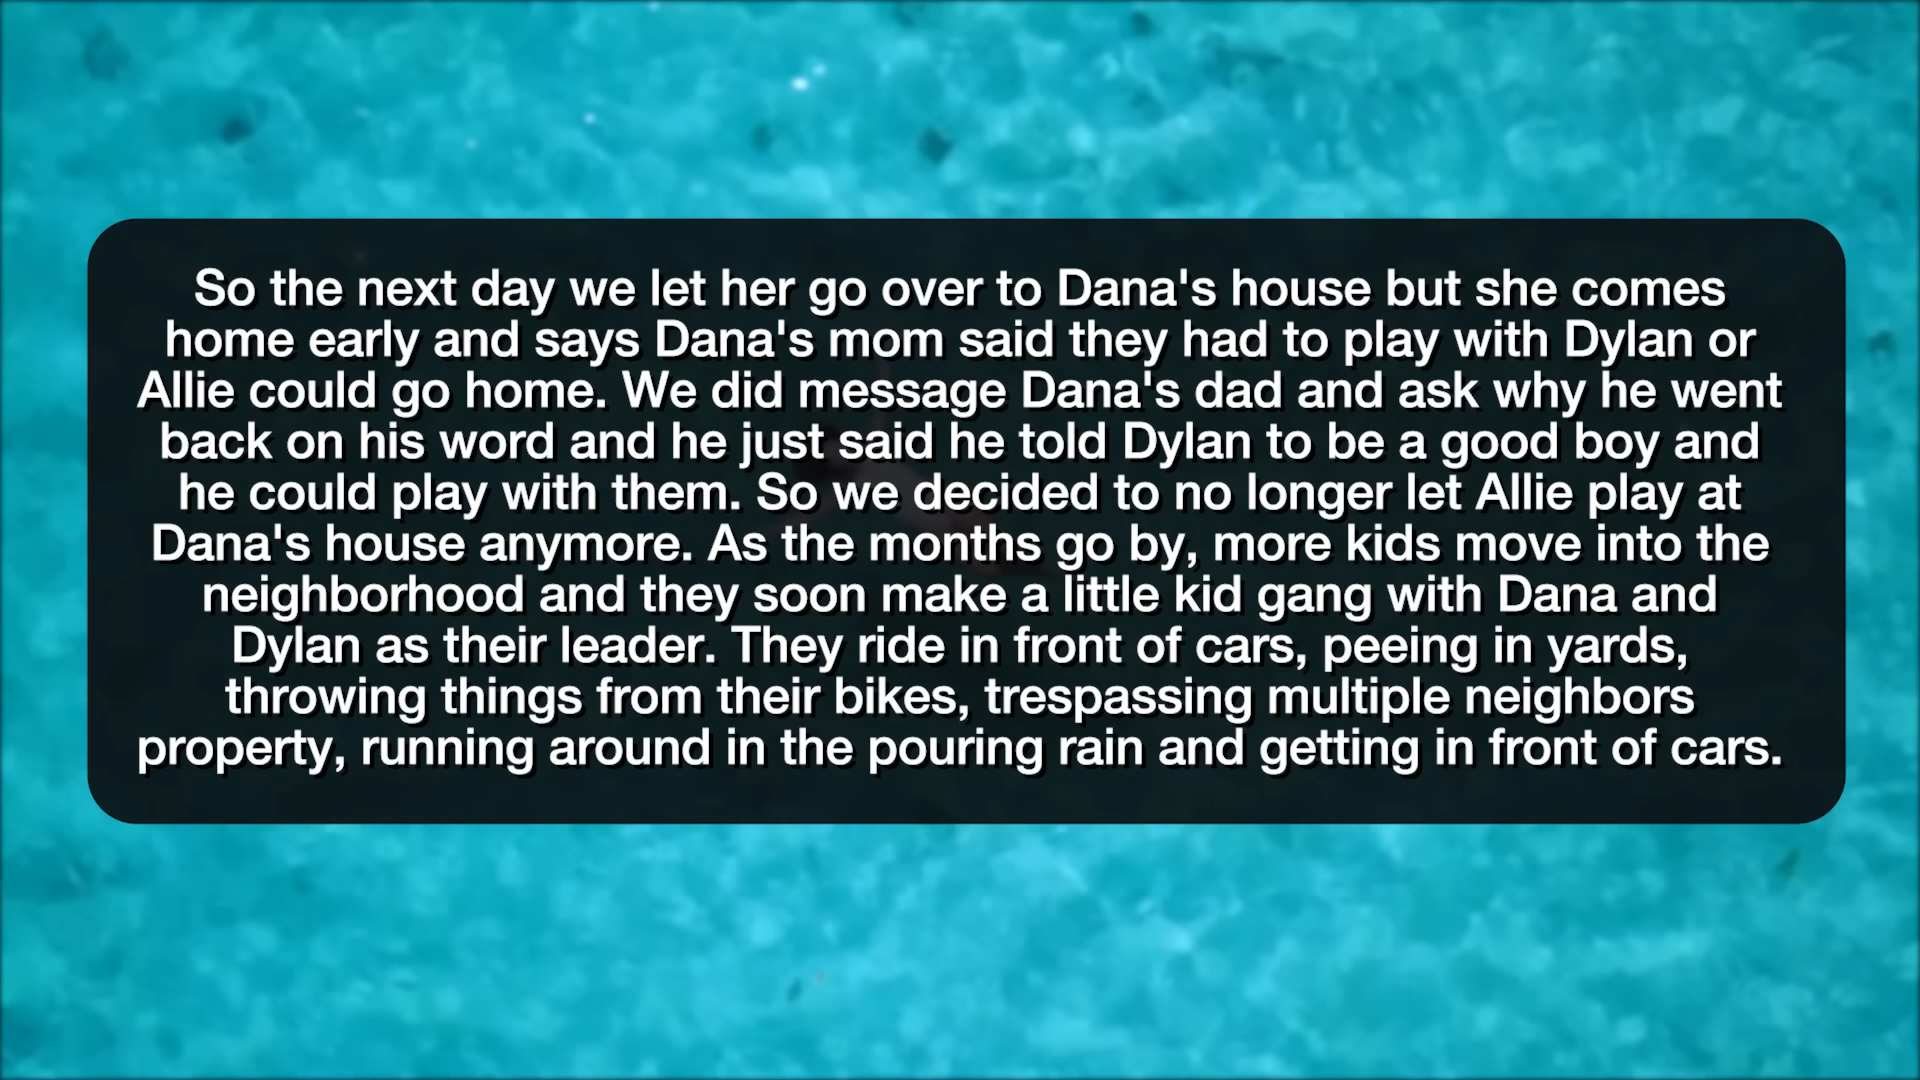 So the next day we let her go over to Dana's house but she comes
home early and says Dana's mom said they had to play with Dylan or
Allie could go home. We did message Dana's dad and ask why he went
back on his word and he just said he told Dylan to be a good boy and
he could play with them. So we decided to no longer let Allie play at
Dana's house anymore. As the months go by, more kids move into the
neighborhood and they soon make a little kid gang with Dana and
Dylan as their leader. They ride in front of cars, peeing in yards,
throwing things from their bikes, trespassing multiple neighbors
property, running around in the pouring rain and getting in front of cars.